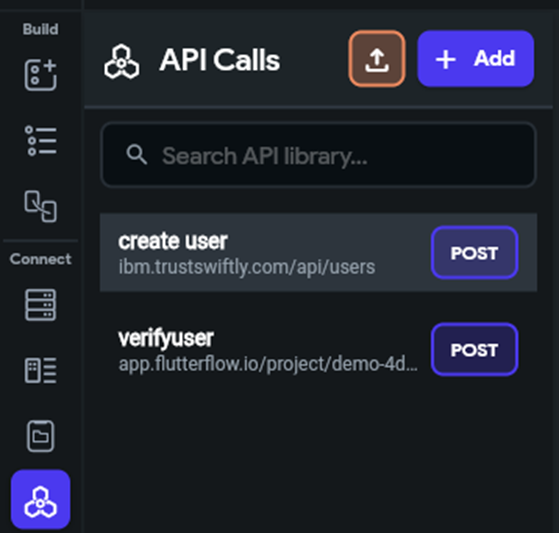 Build
API Calls
+ Add
Search API library...
create user
ibm.trustswiftly.com/api/users
POST
Connect
verifyuser
app.flutterflow.io/project/demo-4d...
POST